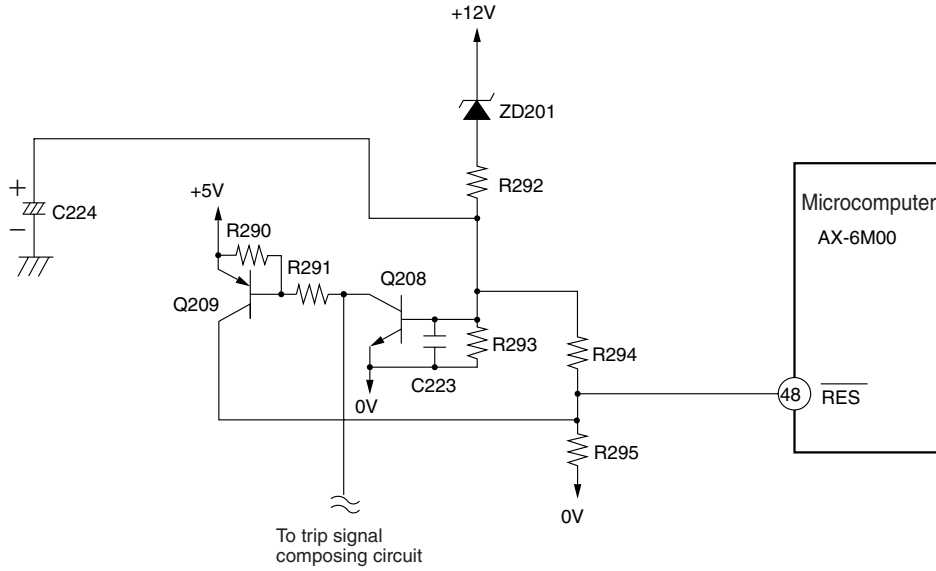 +12V
ZD201
R292
+
C224
−
+5V
R290
R291
Q208
Q209
R293
C223
0V
R294
R295
0V
Microcomputer
AX-6M00
48
RES
To trip signal
composing circuit